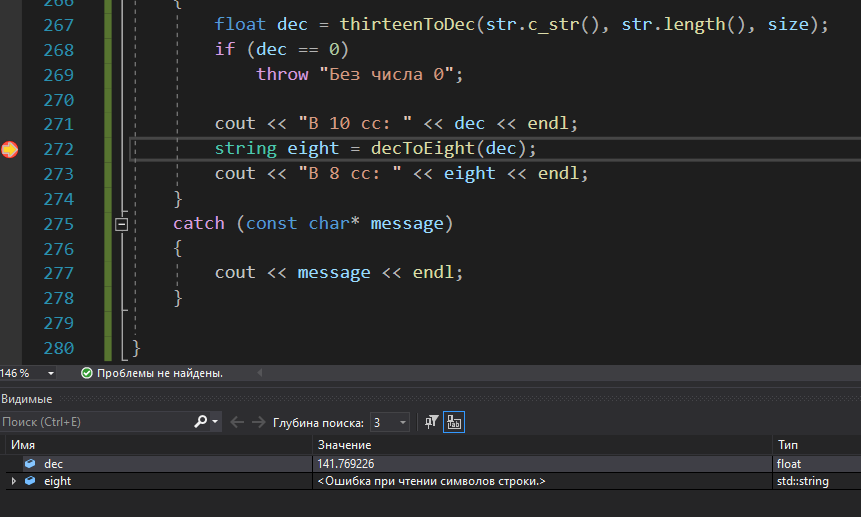 266 {
267 float dec = thirteenToDec(str.c_str(), str.length(), size);
268 if (dec == 0)
269 throw "Без числа 0";
270
271 cout << "В 10 сс: " << dec << endl;
272 string eight = decToEight(dec);
273 cout << "В 8 сс: " << eight << endl;
274 }
275 catch (const char* message)
276 {
277 cout << message << endl;
278 }
279
280 }
146 % Проблемы не найдены.
Видимые
Поиск (Ctrl+E) Глубина поиска: 3
Имя Значение Тип
dec 141.769226 float
eight <Ошибка при чтении символов строки.> std::string